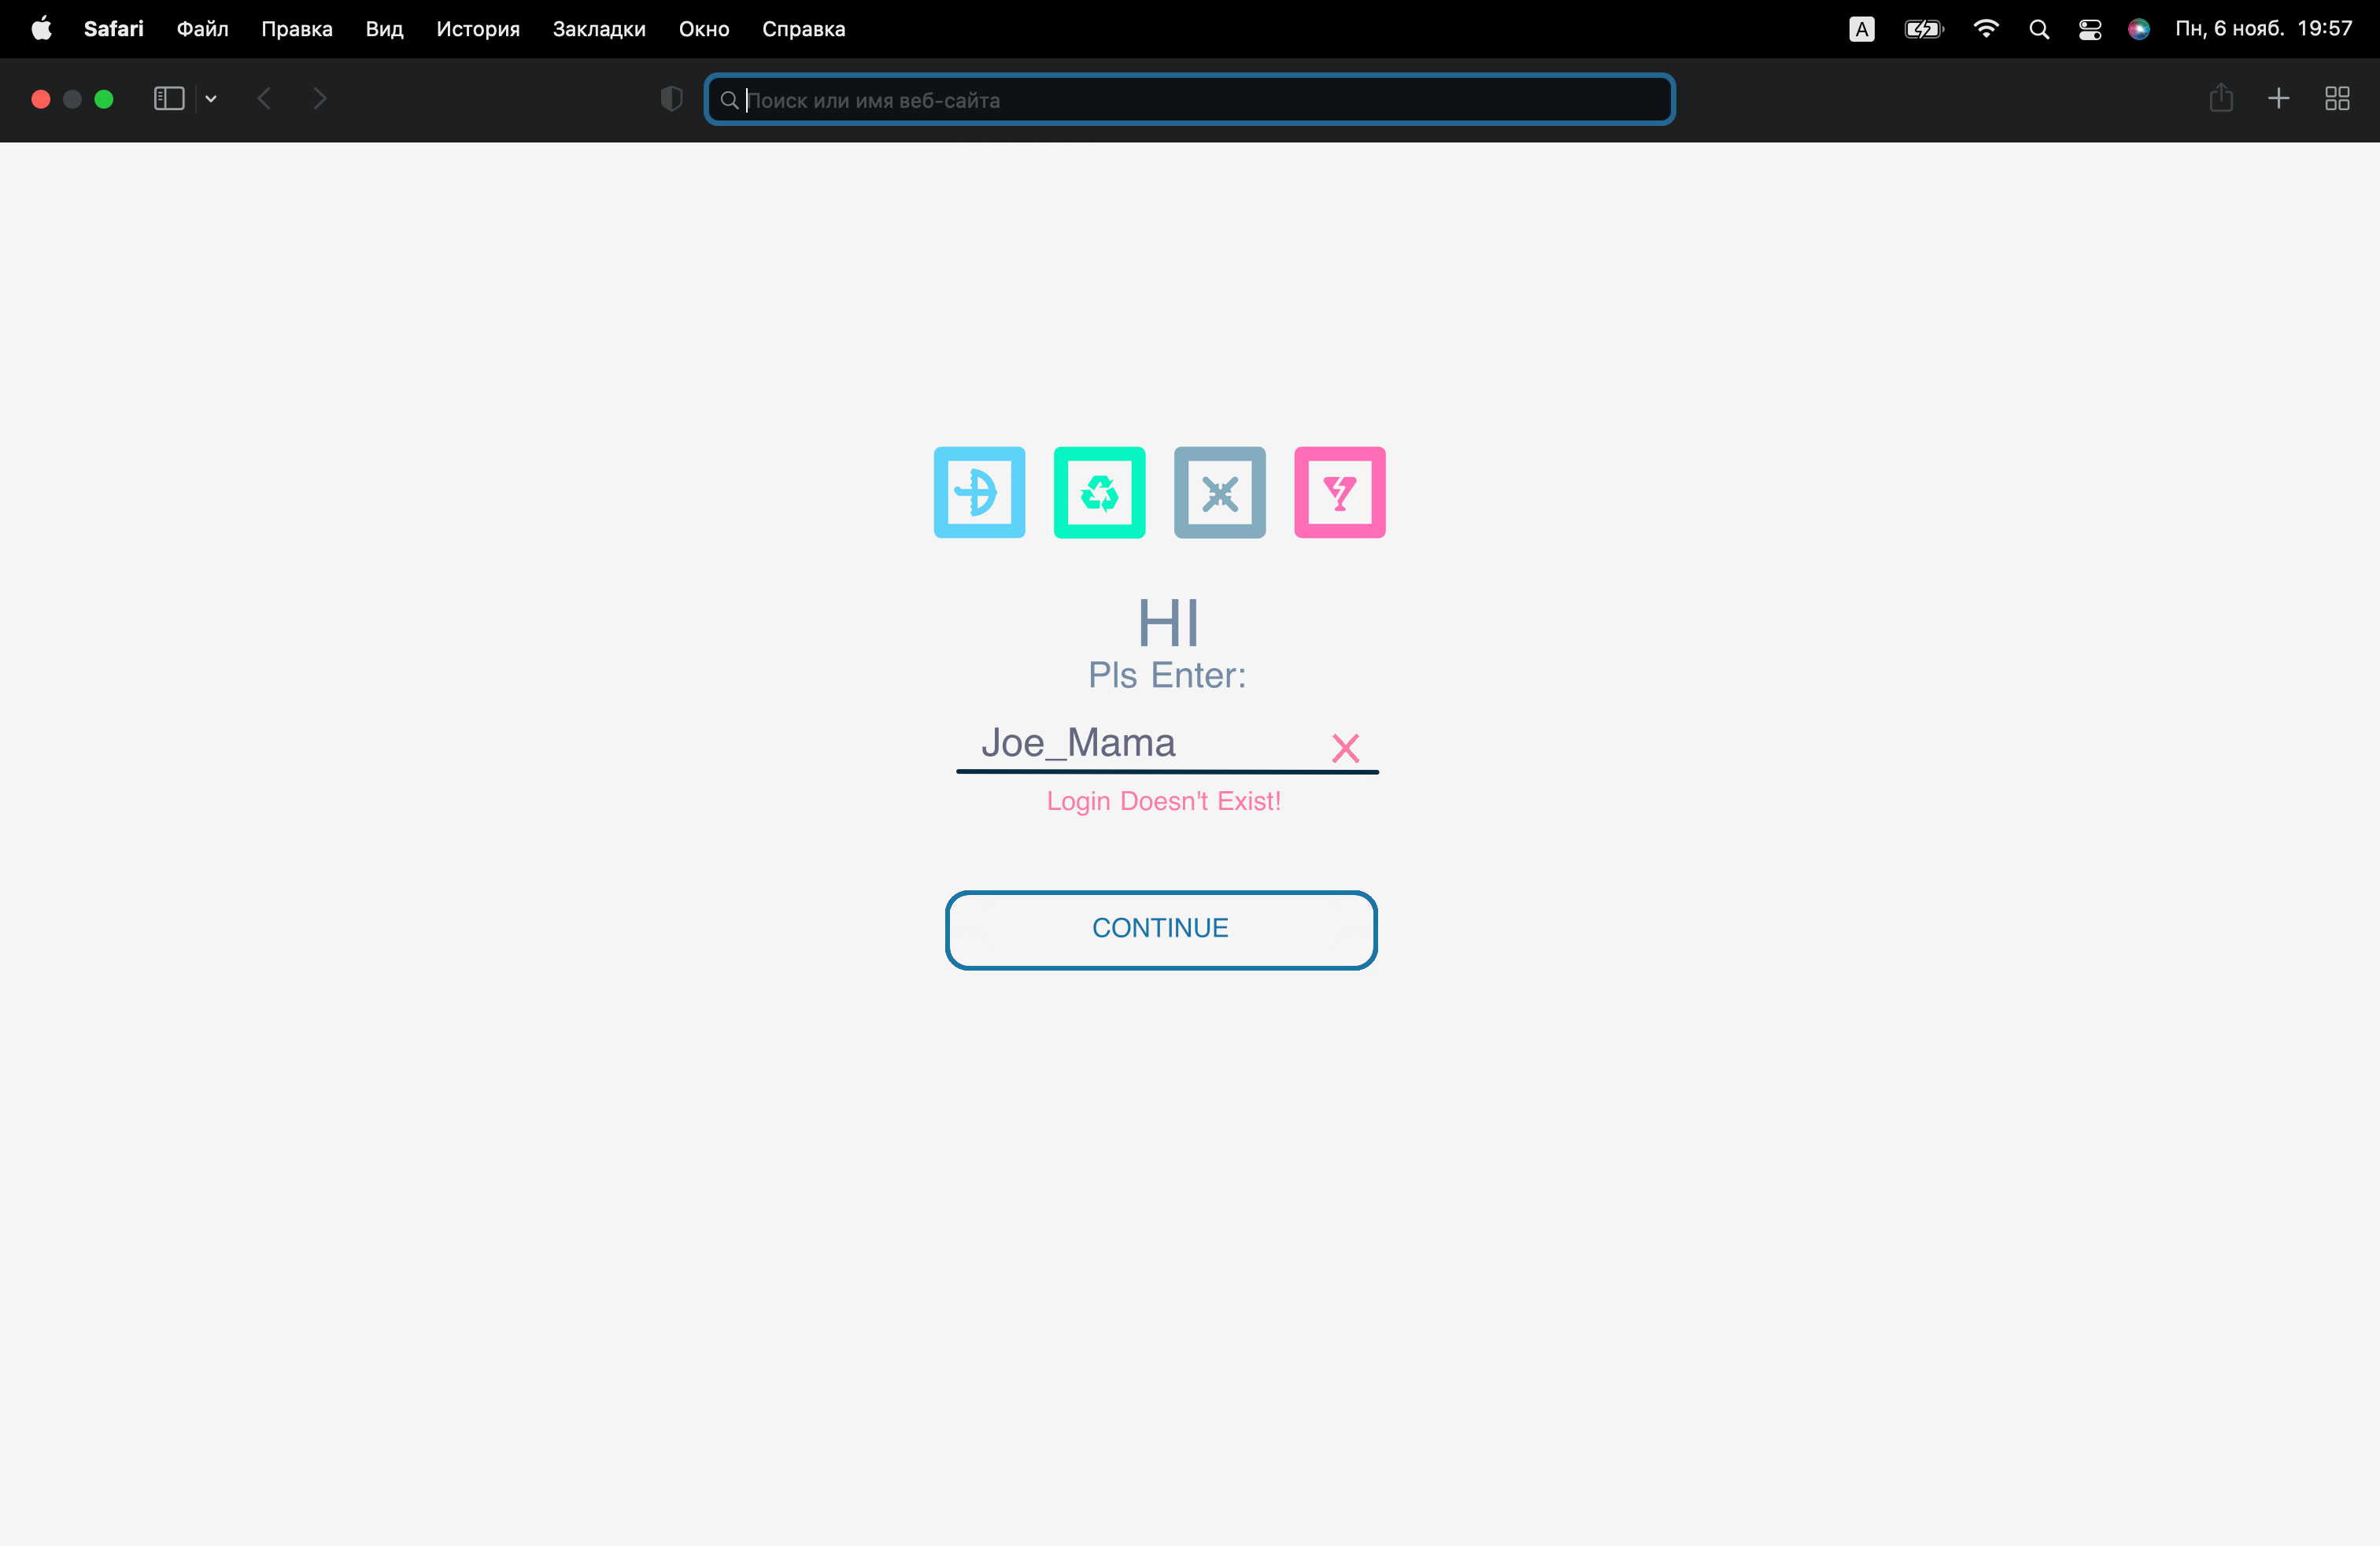 Safari Файл Правка Вид История Закладки Окно Справка A Пн, 6 нояб. 19:57
Поиск или имя веб-сайта
HI
Pls Enter:
Joe_Mama
Login Doesn't Exist!
CONTINUE